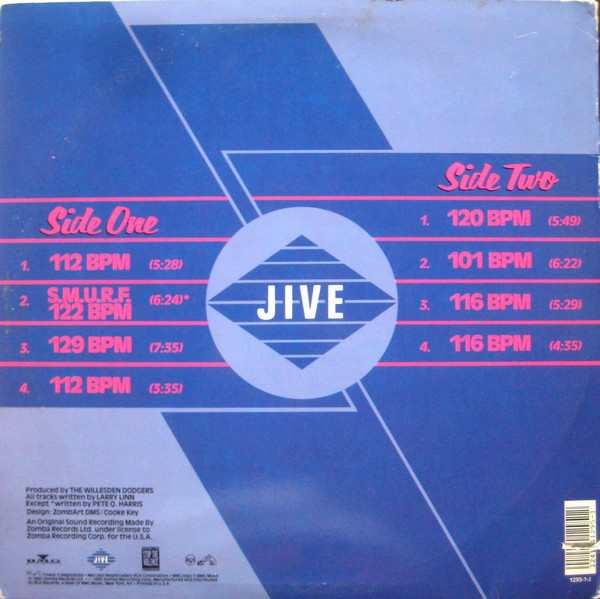 Side One
1. 112 BPM (5:28)
2. S.M.U.R.F. (6:24)*
122 BPM
3. 129 BPM (7:35)
4. 112 BPM (3:35)
JIVE
Side Two
1. 120 BPM (5:49)
2. 101 BPM (6:22)
3. 116 BPM (5:29)
4. 116 BPM (4:35)
Produced by THE WILLESDEN DODGERS
All tracks written by LARRY LINN
Except *written by PETE Q. HARRIS
Design: ZombArt DMS/Cooke Key
An Original Sound Recording Made By
Zomba Records Ltd. under license to
Zomba Recording Corp. for the U.S.A.
BMG
JIVE
1295-1-J